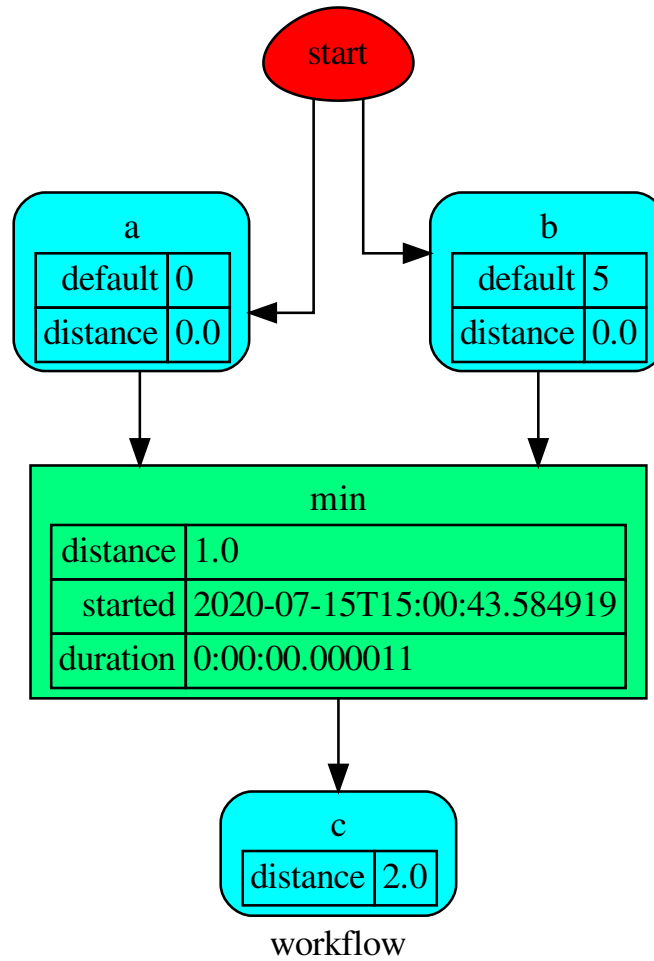 start
a
default 0
distance 0.0
b
default 5
distance 0.0
min
distance 1.0
started 2020-07-15T15:00:43.584919
duration 0:00:00.000011
c
distance 2.0
workflow